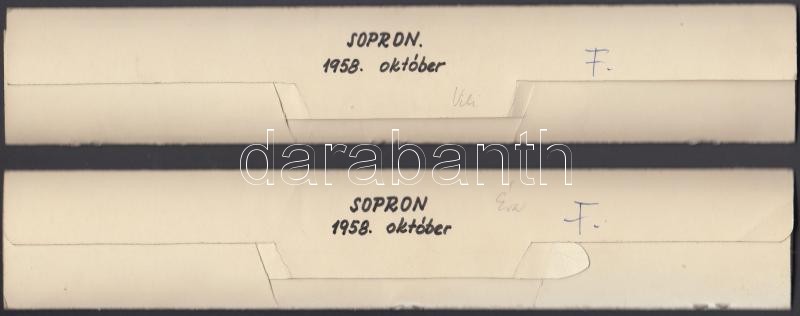 SOPRON.
1958. október
F.
Vili
darabanth
SOPRON
1958. október
Éva
F.